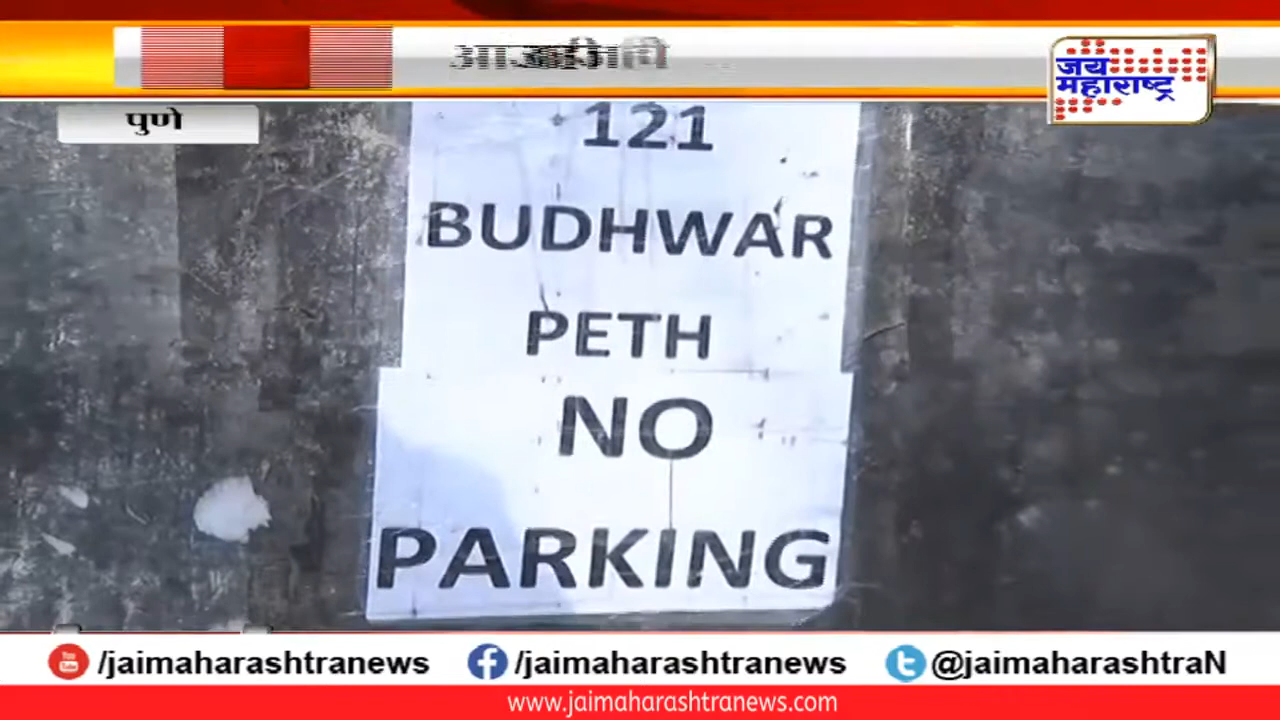 जय
महाराष्ट्र
पुणे
121
BUDHWAR
PETH
NO
PARKING
/jaimaharashtranews
/jaimaharashtranews
@jaimaharashtraN
www.jaimaharashtranews.com